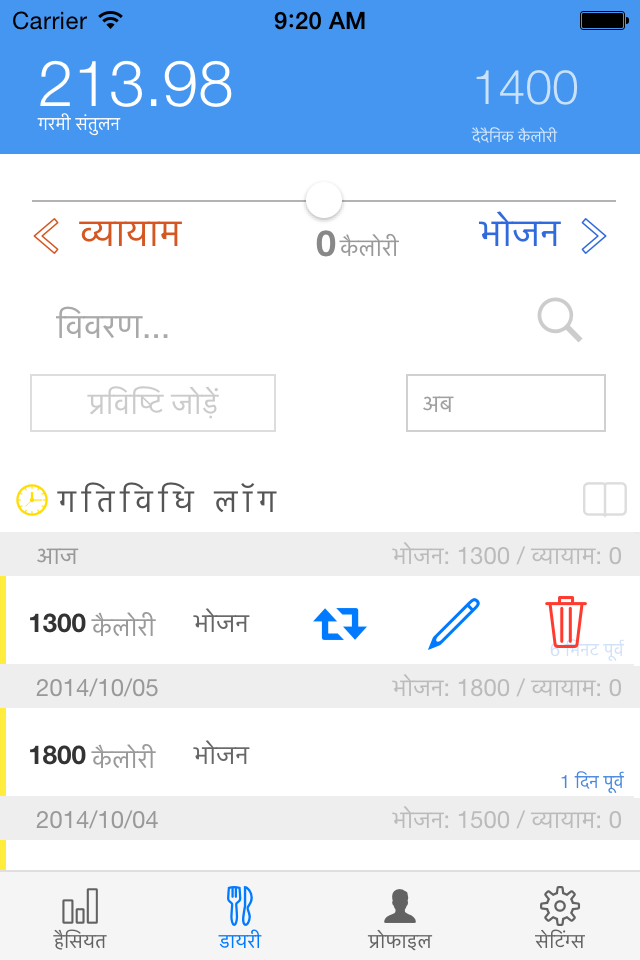 Carrier 9:20 AM
213.98 1400
गरमी संतुलन दैदैनिक कैलोरी
व्यायाम 0 कैलोरी भोजन
विवरण...
प्रविष्टि जोड़ें अब
गतिविधि लॉग
आज भोजन: 1300 / व्यायाम: 0
1300 कैलोरी भोजन
6 मिनट पूर्व
2014/10/05 भोजन: 1800 / व्यायाम: 0
1800 कैलोरी भोजन
1 दिन पूर्व
2014/10/04 भोजन: 1500 / व्यायाम: 0
हैसियत डायरी प्रोफाइल सेटिंग्स